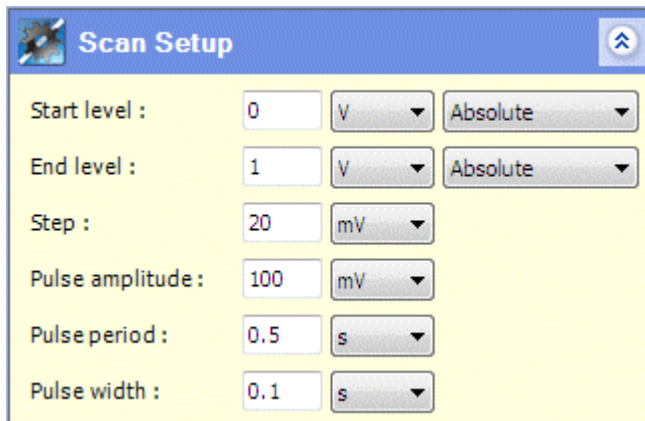 Scan Setup
Start level : 0 V Absolute
End level : 1 V Absolute
Step : 20 mV
Pulse amplitude : 100 mV
Pulse period : 0.5 s
Pulse width : 0.1 s